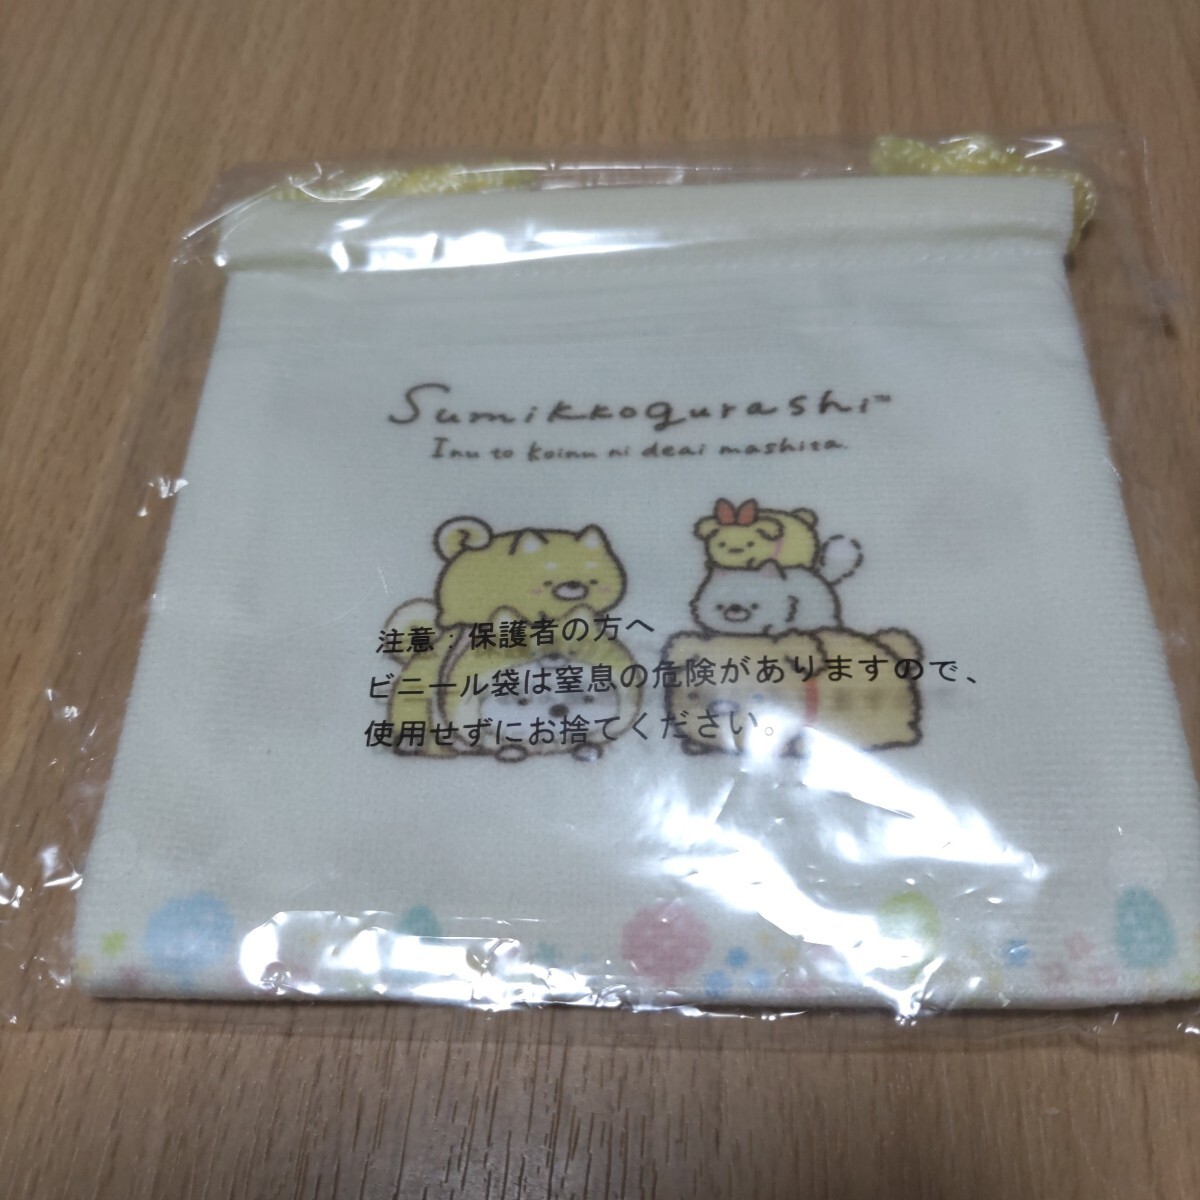 Sumikkogurashi™
Inu to koinu ni deai mashita.
注意：保護者の方へ
ビニール袋は窒息の危険がありますので、
使用せずにお捨てください。